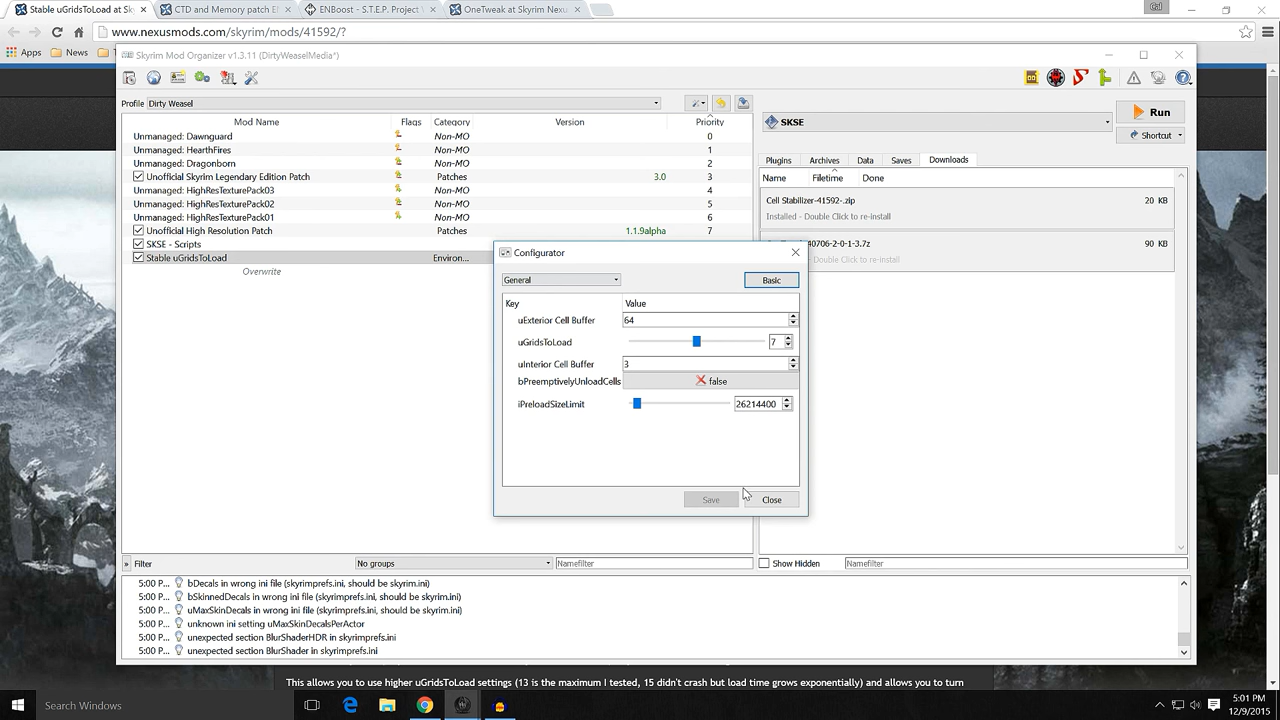 Stable uGridsToLoad at Sk
CTD and Memory patch E
ENBoost - S.T.E.P. Project
OneTweak at Skyrim Nexu
www.nexusmods.com/skyrim/mods/41592/?
Apps
News
Skyrim Mod Organizer v1.3.11 (DirtyWeaselMedia*)
Profile Dirty Weasel
SKSE
Run
Shortcut
Mod Name Flags Category Version Priority
Plugins Archives Data Saves Downloads
Name Filetime Done
Unmanaged: Dawnguard Non-MO 0
Unmanaged: HearthFires Non-MO 1
Unmanaged: Dragonborn Non-MO 2
Unofficial Skyrim Legendary Edition Patch Patches 3.0 3
Unmanaged: HighResTexturePack03 Non-MO 4
Unmanaged: HighResTexturePack02 Non-MO 5
Unmanaged: HighResTexturePack01 Non-MO 6
Unofficial High Resolution Patch Patches 1.1.9alpha 7
SKSE - Scripts
Stable uGridsToLoad Environ...
Overwrite
Cell Stabilizer-41592-.zip 20 KB
Installed - Double Click to re-install
40706-2-0-1-3.7z 90 KB
Double Click to re-install
Configurator
General Basic
Key Value
uExterior Cell Buffer 64
uGridsToLoad 7
uInterior Cell Buffer 3
bPreemptivelyUnloadCells false
iPreloadSizeLimit 26214400
Save Close
Filter No groups Namefilter
Show Hidden Namefilter
5:00 P... bDecals in wrong ini file (skyrimprefs.ini, should be skyrim.ini)
5:00 P... bSkinnedDecals in wrong ini file (skyrimprefs.ini, should be skyrim.ini)
5:00 P... uMaxSkinDecals in wrong ini file (skyrimprefs.ini, should be skyrim.ini)
5:00 P... unknown ini setting uMaxSkinDecalsPerActor
5:00 P... unexpected section BlurShaderHDR in skyrimprefs.ini
5:00 P... unexpected section BlurShader in skyrimprefs.ini
This allows you to use higher uGridsToLoad settings (13 is the maximum I tested, 15 didn't crash but load time grows exponentially) and allows you to turn
Search Windows
5:01 PM
12/9/2015